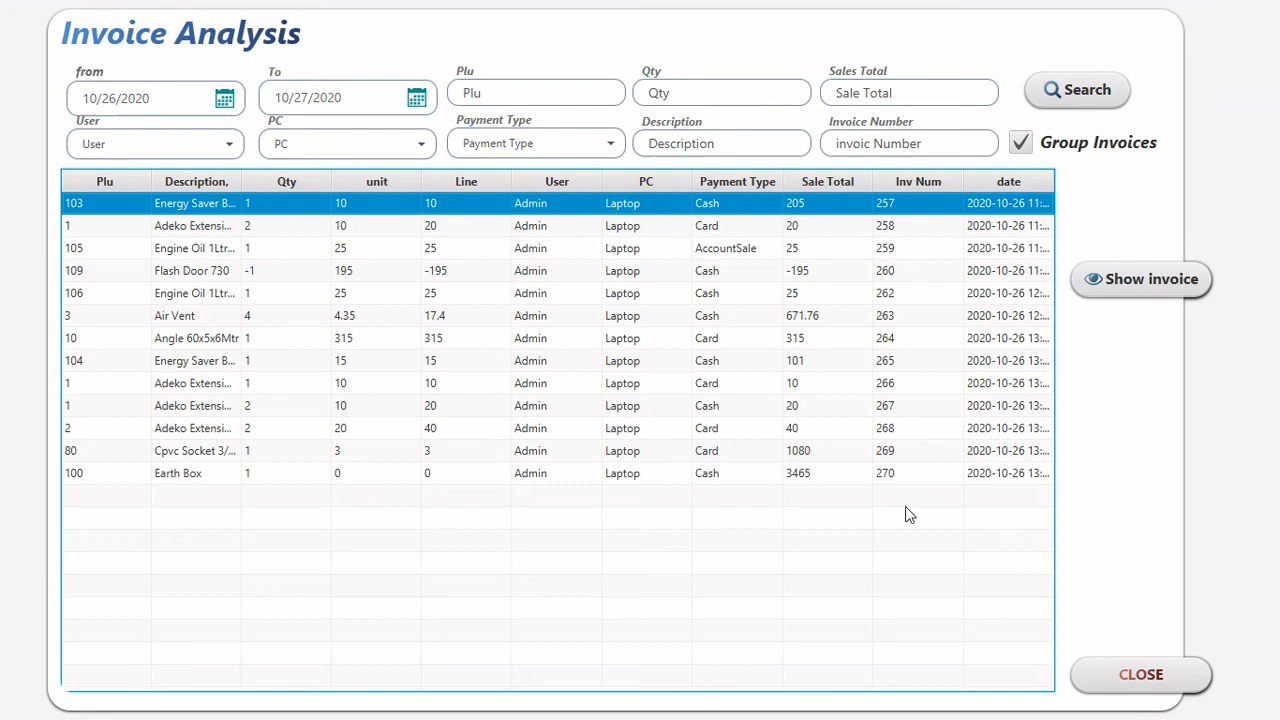 Invoice Analysis
from To Plu Qty Sales Total
10/26/2020 10/27/2020 Plu Qty Sale Total Search
User PC Payment Type Description Invoice Number
User PC Payment Type Description invoic Number Group Invoices
Plu Description, Qty unit Line User PC Payment Type Sale Total Inv Num date
103 Energy Saver B... 1 10 10 Admin Laptop Cash 205 257 2020-10-26 11:...
1 Adeko Extensi... 2 10 20 Admin Laptop Card 20 258 2020-10-26 11:...
105 Engine Oil 1Ltr... 1 25 25 Admin Laptop AccountSale 25 259 2020-10-26 11:...
109 Flash Door 730 -1 195 -195 Admin Laptop Cash -195 260 2020-10-26 11:...
Show invoice
106 Engine Oil 1Ltr... 1 25 25 Admin Laptop Cash 25 262 2020-10-26 12:...
3 Air Vent 4 4.35 17.4 Admin Laptop Cash 671.76 263 2020-10-26 12:...
10 Angle 60x5x6Mtr 1 315 315 Admin Laptop Card 315 264 2020-10-26 13:...
104 Energy Saver B... 1 15 15 Admin Laptop Cash 101 265 2020-10-26 13:...
1 Adeko Extensi... 1 10 10 Admin Laptop Card 10 266 2020-10-26 13:...
1 Adeko Extensi... 2 10 20 Admin Laptop Cash 20 267 2020-10-26 13:...
2 Adeko Extensi... 2 20 40 Admin Laptop Card 40 268 2020-10-26 13:...
80 Cpvc Socket 3/... 1 3 3 Admin Laptop Card 1080 269 2020-10-26 13:...
100 Earth Box 1 0 0 Admin Laptop Cash 3465 270 2020-10-26 13:...
CLOSE